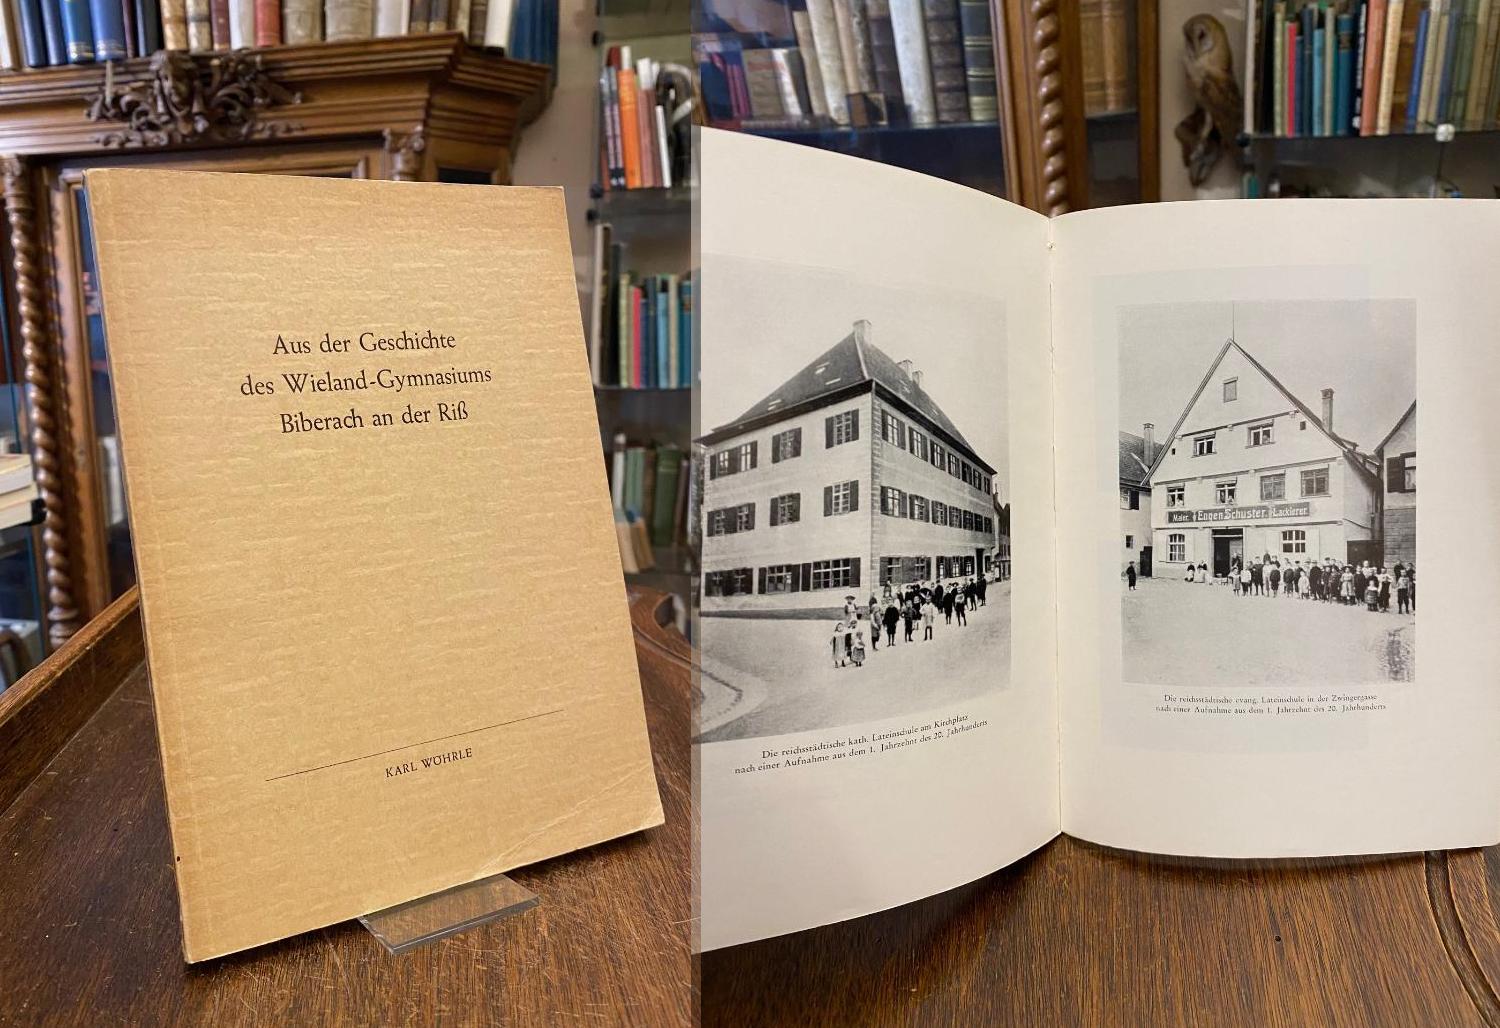 Aus der Geschichte
des Wieland-Gymnasiums
Biberach an der Riß
KARL WÖHRLE
Die reichsstädtische kath. Lateinschule am Kirchplatz
nach einer Aufnahme aus dem 1. Jahrzehnt des 20. Jahrhunderts
Maler. Eugen Schuster. Lackierer.
Die reichsstädtische evang. Lateinschule in der Zwingergasse
nach einer Aufnahme aus dem 1. Jahrzehnt des 20. Jahrhunderts